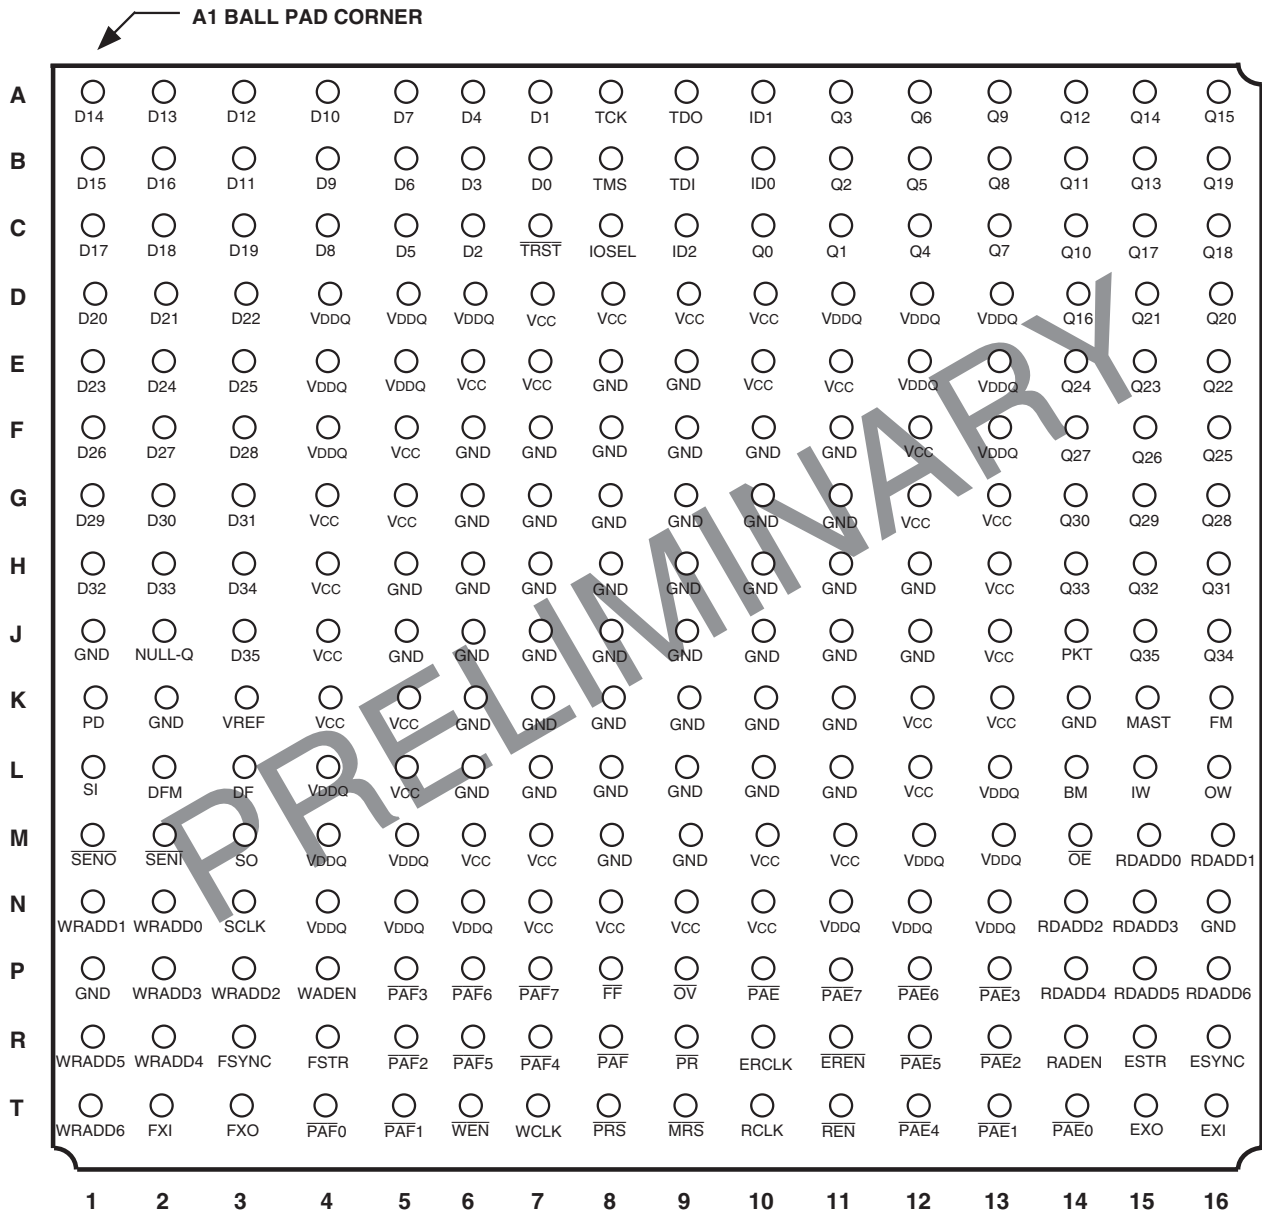 A1 BALL PAD CORNER
A
D14 D13 D12 D10 D7 D4 D1 TCK TDO ID1 Q3 Q6 Q9 Q12 Q14 Q15
B
D15 D16 D11 D9 D6 D3 D0 TMS TDI ID0 Q2 Q5 Q8 Q11 Q13 Q19
C
D17 D18 D19 D8 D5 D2 TRST IOSEL ID2 Q0 Q1 Q4 Q7 Q10 Q17 Q18
D
D20 D21 D22 VDDQ VDDQ VDDQ VCC VCC VCC VCC VDDQ VDDQ VDDQ Q16 Q21 Q20
E
D23 D24 D25 VDDQ VDDQ VCC VCC GND GND VCC VCC VDDQ VDDQ Q24 Q23 Q22
F
D26 D27 D28 VDDQ VCC GND GND GND GND GND GND VCC VDDQ Q27 Q26 Q25
G
D29 D30 D31 VCC VCC GND GND GND GND GND GND VCC VCC Q30 Q29 Q28
H
D32 D33 D34 VCC GND GND GND GND GND GND GND GND VCC Q33 Q32 Q31
J
GND NULL-Q D35 VCC GND GND GND GND GND GND GND GND VCC PKT Q35 Q34
K
PD GND VREF VCC VCC GND GND GND GND GND GND VCC VCC GND MAST FM
L
SI DFM DF VDDQ VCC GND GND GND GND GND GND VCC VDDQ BM IW OW
M
SENO SENI SO VDDQ VDDQ VCC VCC GND GND VCC VCC VDDQ VDDQ OE RDADD0 RDADD1
N
WRADD1 WRADD0 SCLK VDDQ VDDQ VDDQ VCC VCC VCC VCC VDDQ VDDQ VDDQ RDADD2 RDADD3 GND
P
GND WRADD3 WRADD2 WADEN PAF3 PAF6 PAF7 FF OV PAE PAE7 PAE6 PAE3 RDADD4 RDADD5 RDADD6
R
WRADD5 WRADD4 FSYNC FSTR PAF2 PAF5 PAF4 PAF PR ERCLK EREN PAE5 PAE2 RADEN ESTR ESYNC
T
WRADD6 FXI FXO PAF0 PAF1 WEN WCLK PRS MRS RCLK REN PAE4 PAE1 PAE0 EXO EXI
1 2 3 4 5 6 7 8 9 10 11 12 13 14 15 16
PRELIMINARY